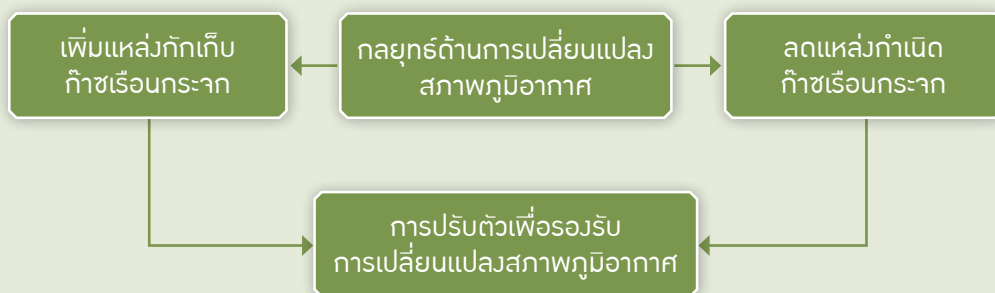 เพิ่มแหล่งกักเก็บ
ก๊าซเรือนกระจก
กลยุทธ์ด้านการเปลี่ยนแปลง
สภาพภูมิอากาศ
ลดแหล่งกำเนิด
ก๊าซเรือนกระจก
การปรับตัวเพื่อรองรับ
การเปลี่ยนแปลงสภาพภูมิอากาศ